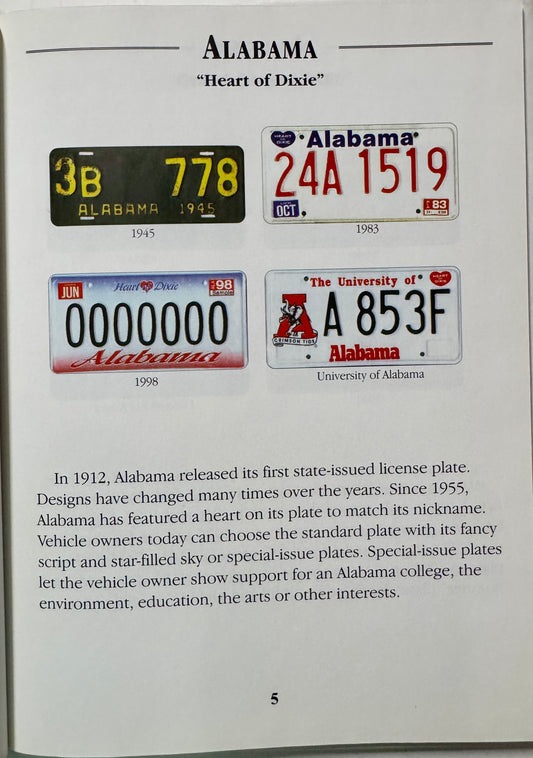 ALABAMA
"Heart of Dixie"
3B 778
ALABAMA 1945
1945
HEART OF DIXIE
Alabama
24A 1519
OCT
83
1983
JUN
Heart of Dixie
98
0000000
Alabama
1998
The University of
A 853F
CRIMSON TIDE
Alabama
University of Alabama
In 1912, Alabama released its first state-issued license plate.
Designs have changed many times over the years. Since 1955,
Alabama has featured a heart on its plate to match its nickname.
Vehicle owners today can choose the standard plate with its fancy
script and star-filled sky or special-issue plates. Special-issue plates
let the vehicle owner show support for an Alabama college, the
environment, education, the arts or other interests.
5